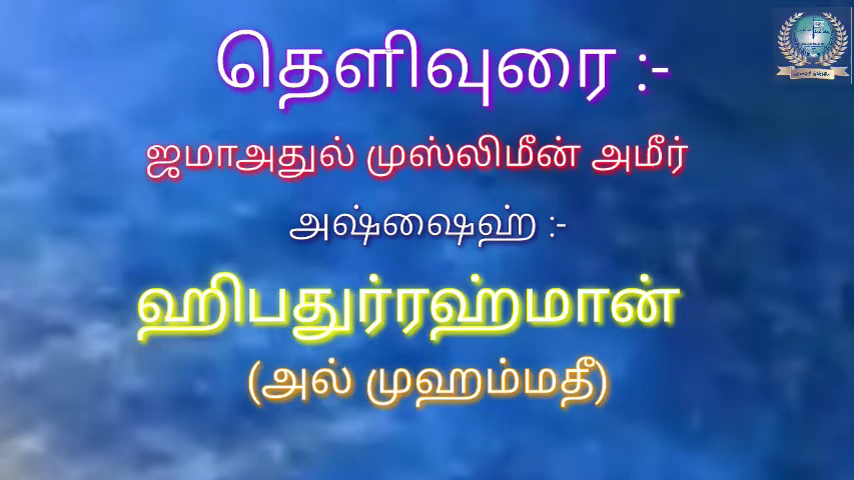 தெளிவுரை :-
ஜமாஅதுல் முஸ்லிமீன் அமீர்
அஷ்ஷைஹ் :-
ஹிபதுர்ரஹ்மான்
(அல் முஹம்மதீ)